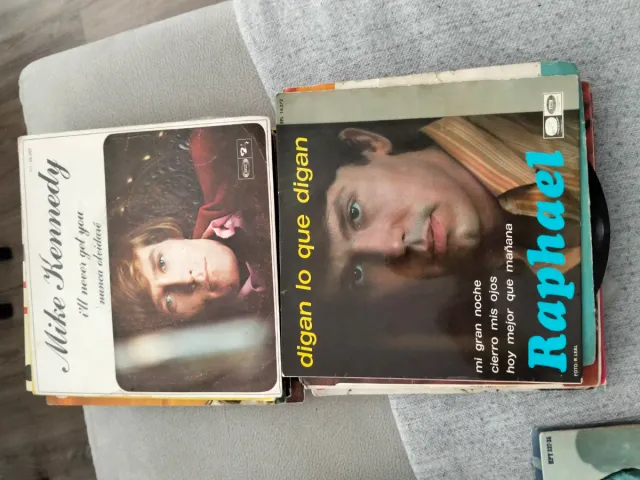 Mike Kennedy
i'll never get you
nunca olvidaré
digan lo que digan
mi gran noche
cierro mis ojos
hoy mejor que mañana
Raphael